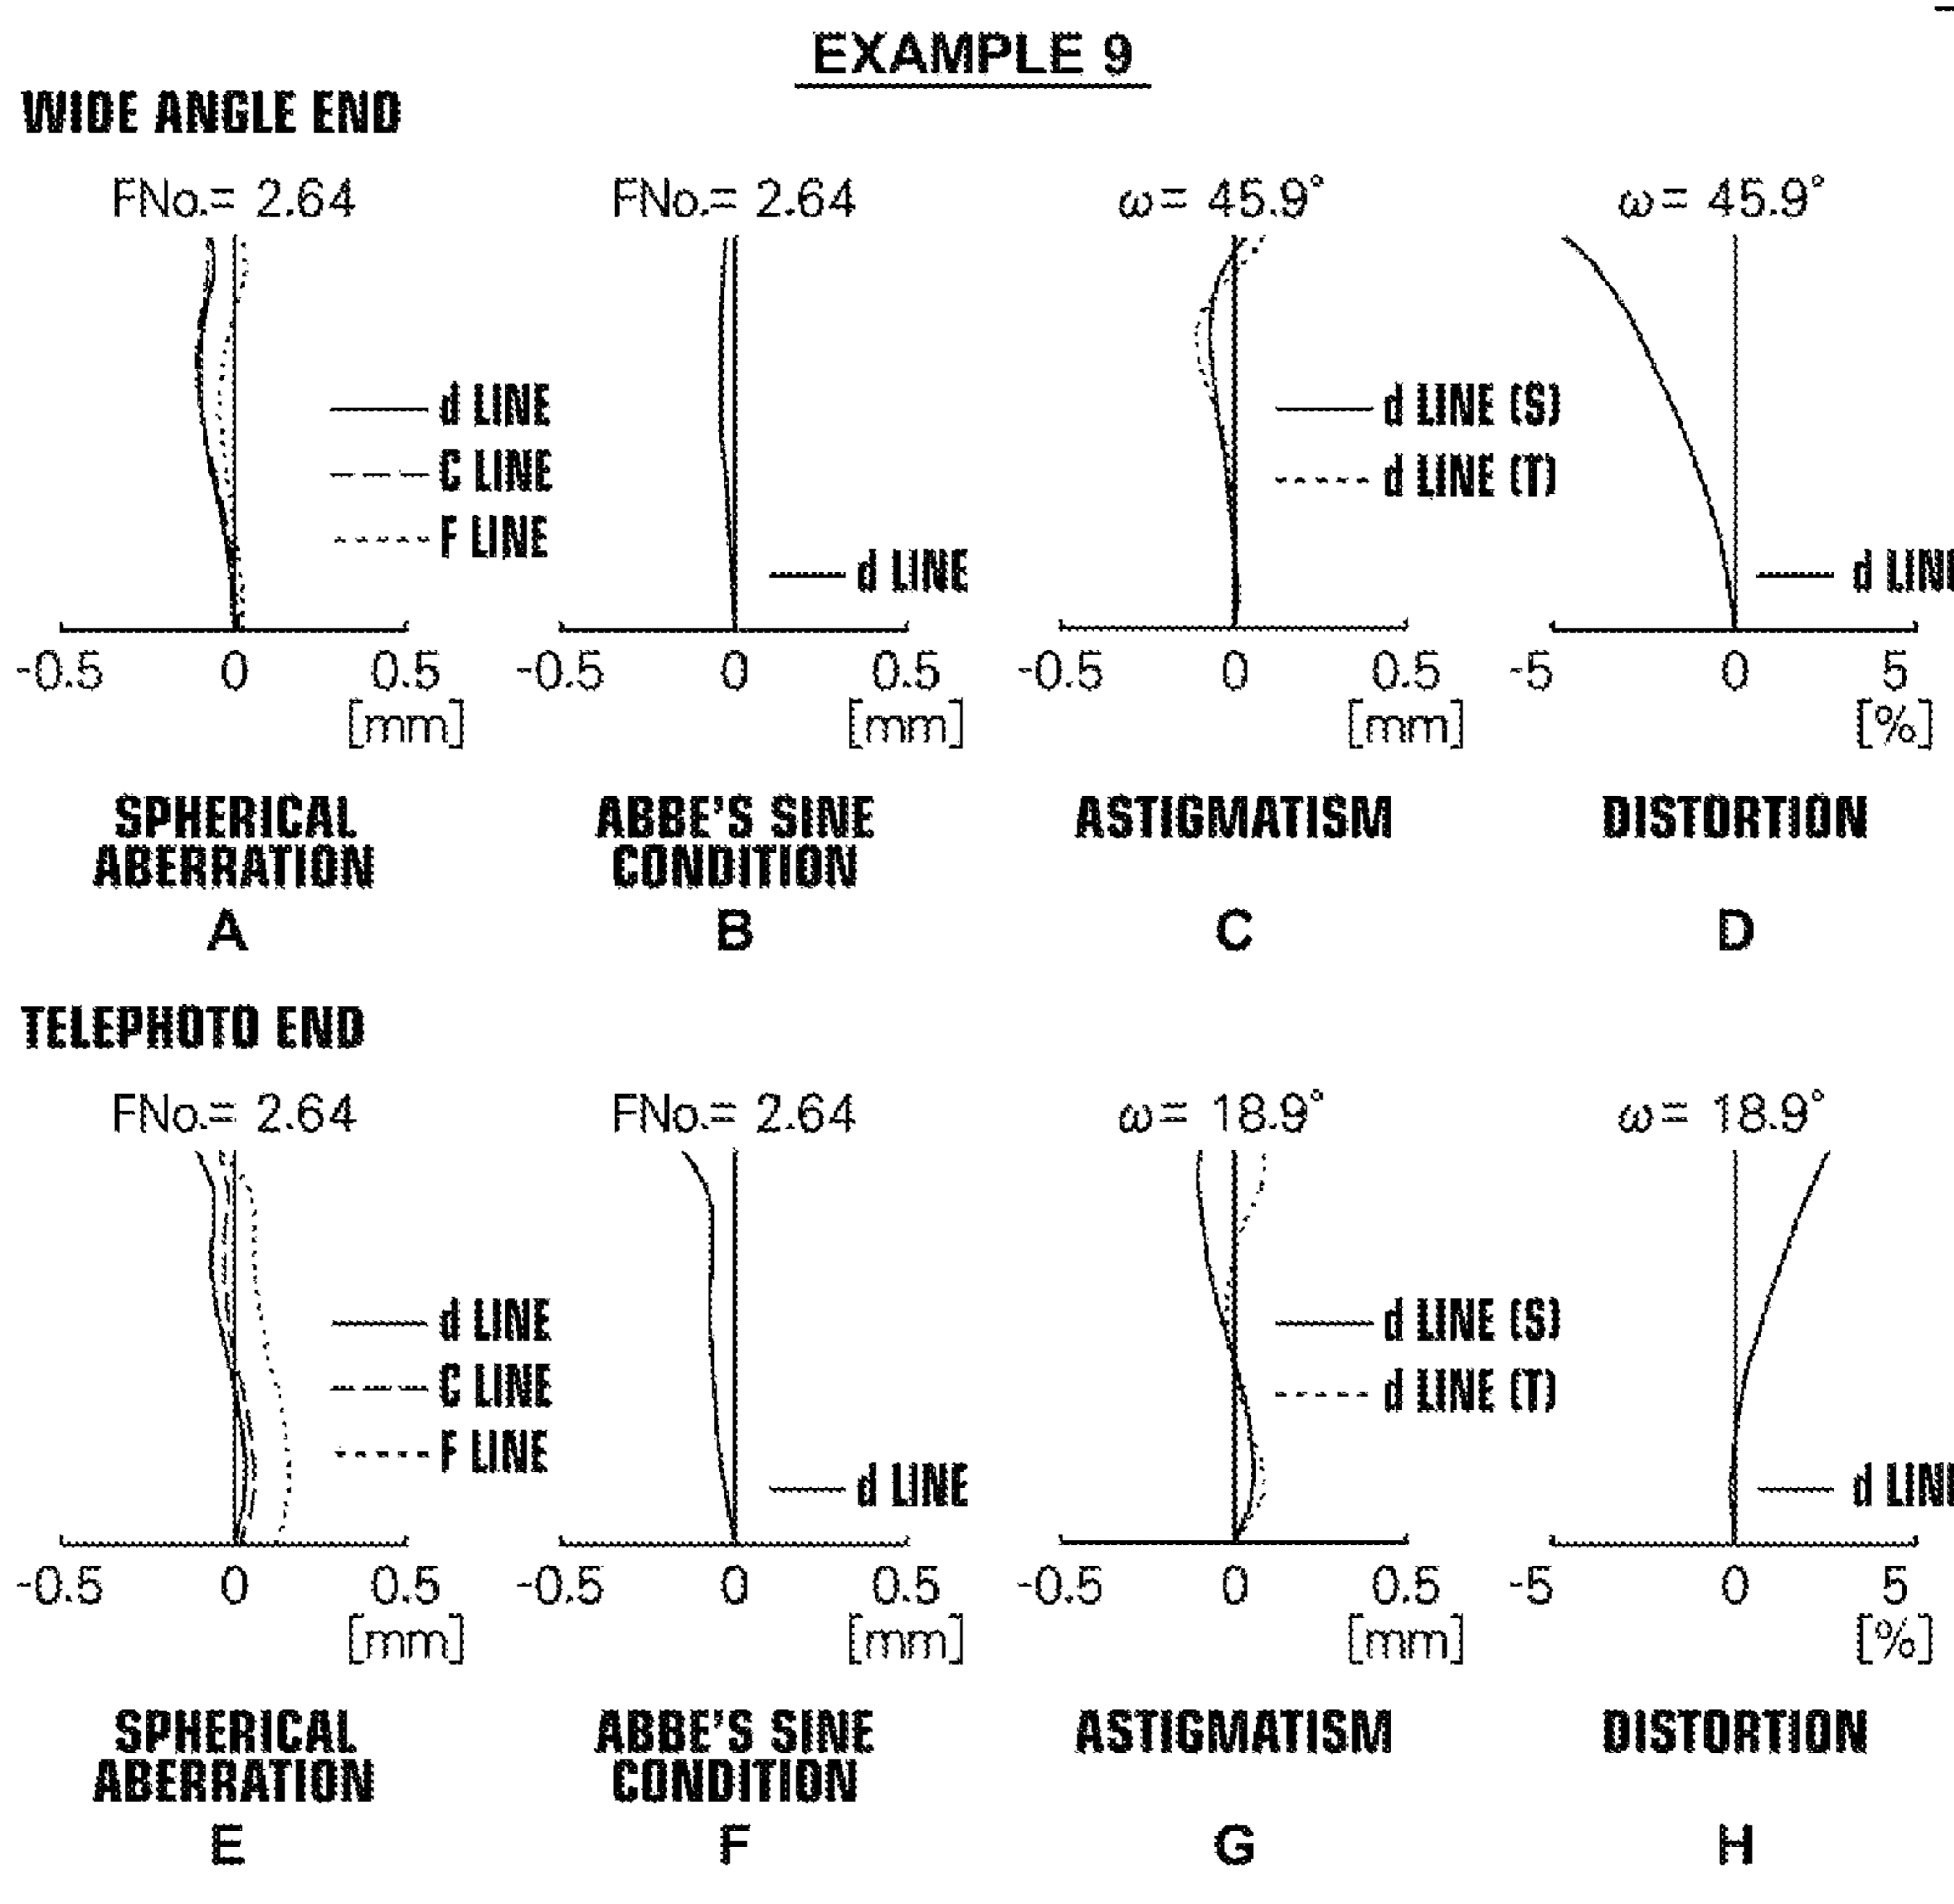 EXAMPLE 9
WIDE ANGLE END
FNo.= 2.64
FNo.= 2.64
ω= 45.9°
ω= 45.9°
d LINE
C LINE
F LINE
d LINE
d LINE (S)
d LINE (T)
d LINE
-0.5 0 0.5
[mm]
-0.5 0 0.5
[mm]
-0.5 0 0.5
[mm]
-5 0 5
[%]
SPHERICAL
ABERRATION
A
ABBE'S SINE
CONDITION
B
ASTIGMATISM
C
DISTORTION
D
TELEPHOTO END
FNo.= 2.64
FNo.= 2.64
ω= 18.9°
ω= 18.9°
d LINE
C LINE
F LINE
d LINE
d LINE (S)
d LINE (T)
d LINE
-0.5 0 0.5
[mm]
-0.5 0 0.5
[mm]
-0.5 0 0.5
[mm]
-5 0 5
[%]
SPHERICAL
ABERRATION
E
ABBE'S SINE
CONDITION
F
ASTIGMATISM
G
DISTORTION
H